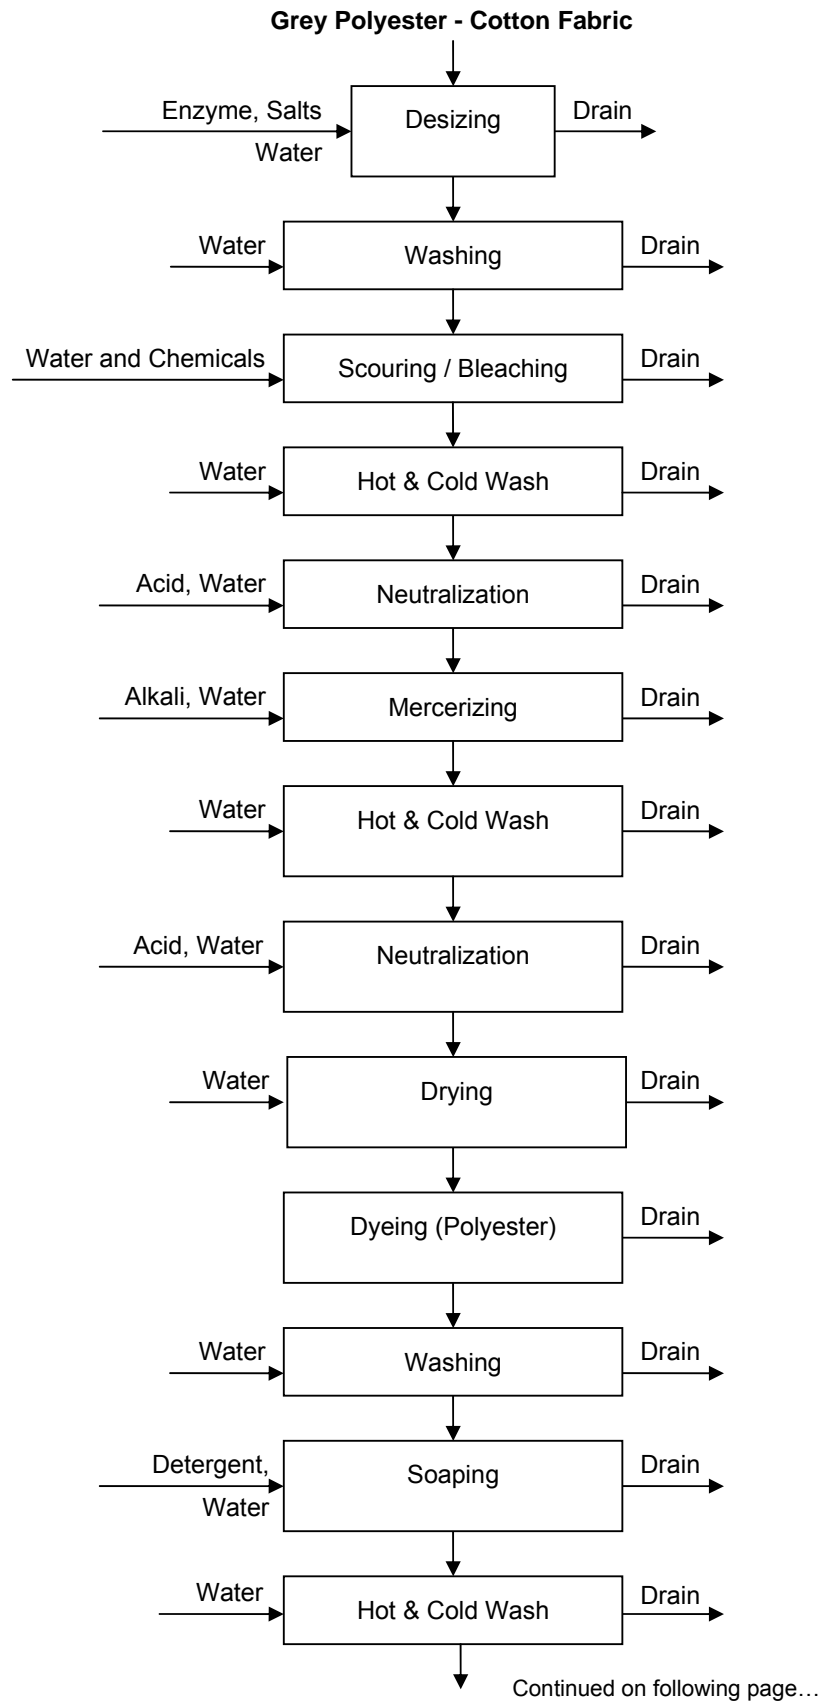 Grey Polyester - Cotton Fabric
Enzyme, Salts
Water
Desizing
Drain
Water
Washing
Drain
Water and Chemicals
Scouring / Bleaching
Drain
Water
Hot & Cold Wash
Drain
Acid, Water
Neutralization
Drain
Alkali, Water
Mercerizing
Drain
Water
Hot & Cold Wash
Drain
Acid, Water
Neutralization
Drain
Water
Drying
Drain
Dyeing (Polyester)
Drain
Water
Washing
Drain
Detergent,
Water
Soaping
Drain
Water
Hot & Cold Wash
Drain
Continued on following page…